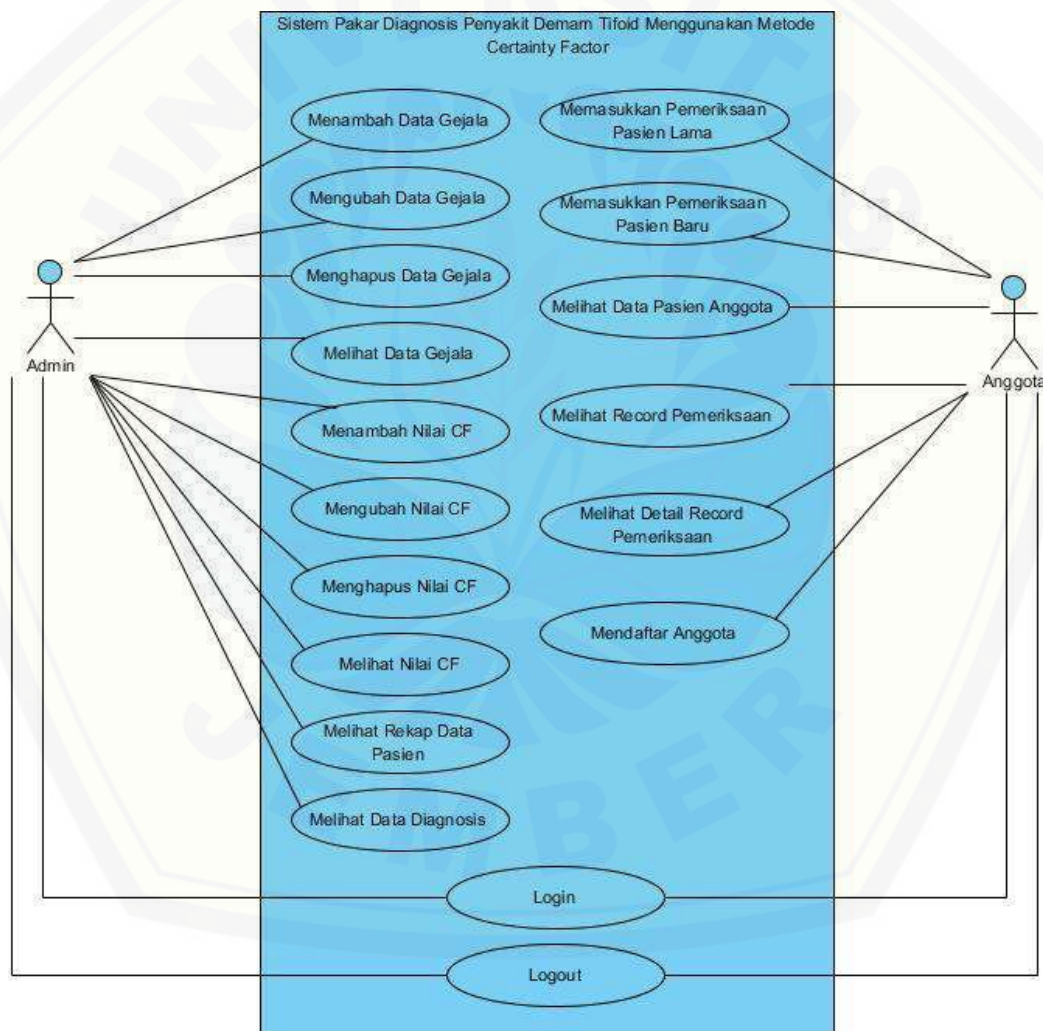 Sistem Pakar Diagnosis Penyakit Demam Tifoid Menggunakan Metode
Certainty Factor
Menambah Data Gejala
Mengubah Data Gejala
Menghapus Data Gejala
Melihat Data Gejala
Menambah Nilai CF
Mengubah Nilai CF
Menghapus Nilai CF
Melihat Nilai CF
Melihat Rekap Data
Pasien
Melihat Data Diagnosis
Memasukkan Pemeriksaan
Pasien Lama
Memasukkan Pemeriksaan
Pasien Baru
Melihat Data Pasien Anggota
Melihat Record Pemeriksaan
Melihat Detail Record
Pemeriksaan
Mendaftar Anggota
Login
Logout
Admin
Anggota
UNIVERSITAS
JEMBER